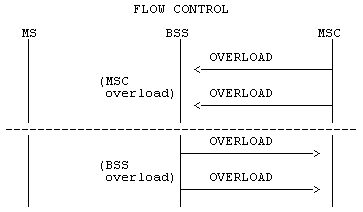 FLOW CONTROL
MS BSS MSC
OVERLOAD
(MSC
overload)
OVERLOAD
OVERLOAD
(BSS
overload)
OVERLOAD